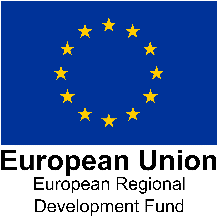 European Union
European Regional
Development Fund